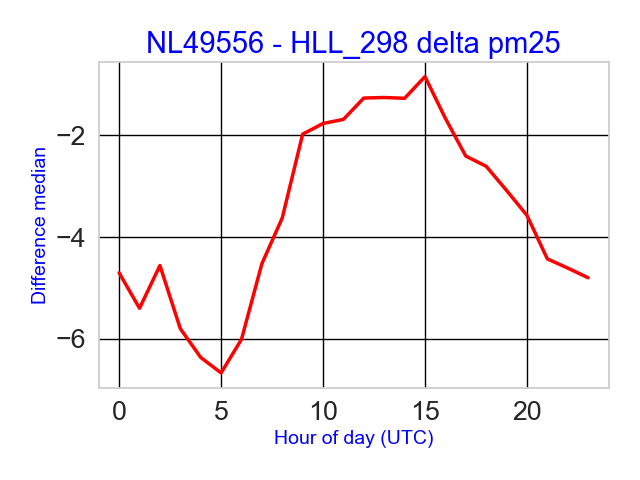 NL49556 - HLL_298 delta pm25
Difference median
−2
−4
−6
0 5 10 15 20
Hour of day (UTC)